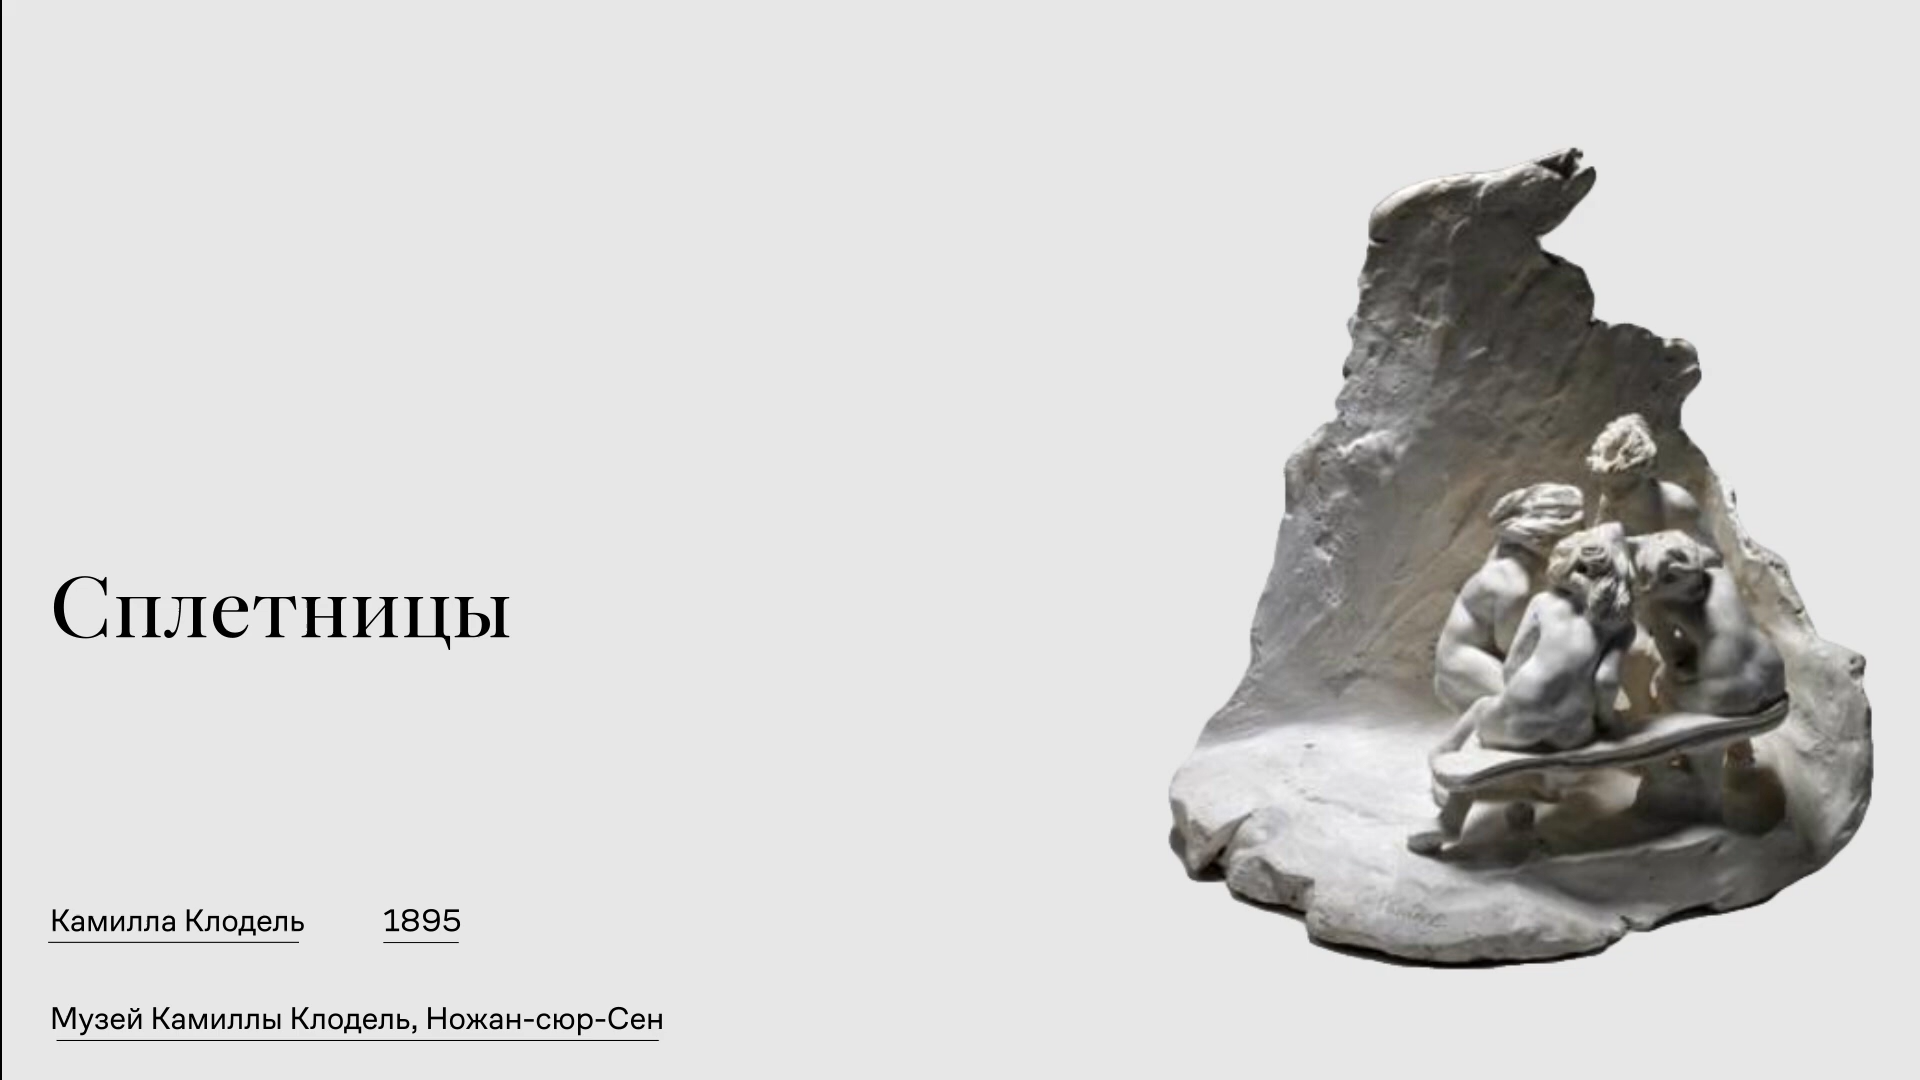 Сплетницы
Камилла Клодель 1895
Музей Камиллы Клодель, Ножан-сюр-Сен